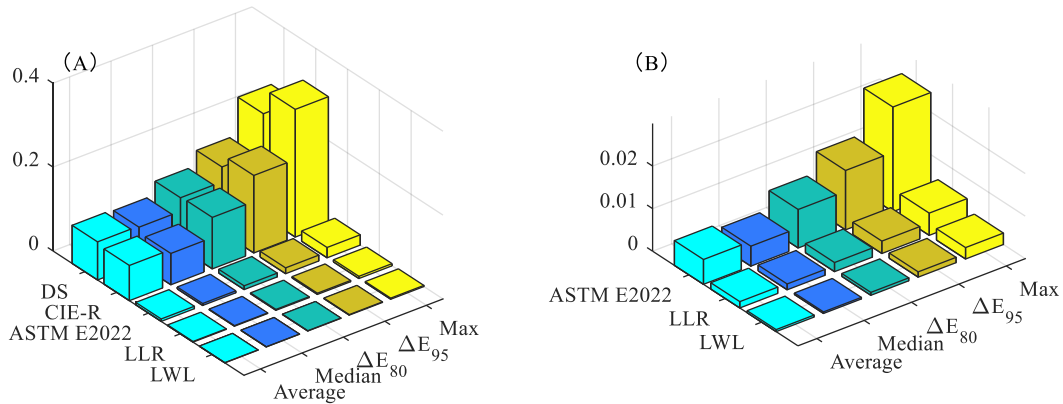 (A)
0.4
0.2
0
DS
CIE-R
ASTM E2022
LLR
LWL
Average
Median
ΔE80
ΔE95
Max
(B)
0.02
0.01
0
ASTM E2022
LLR
LWL
Average
Median
ΔE80
ΔE95
Max